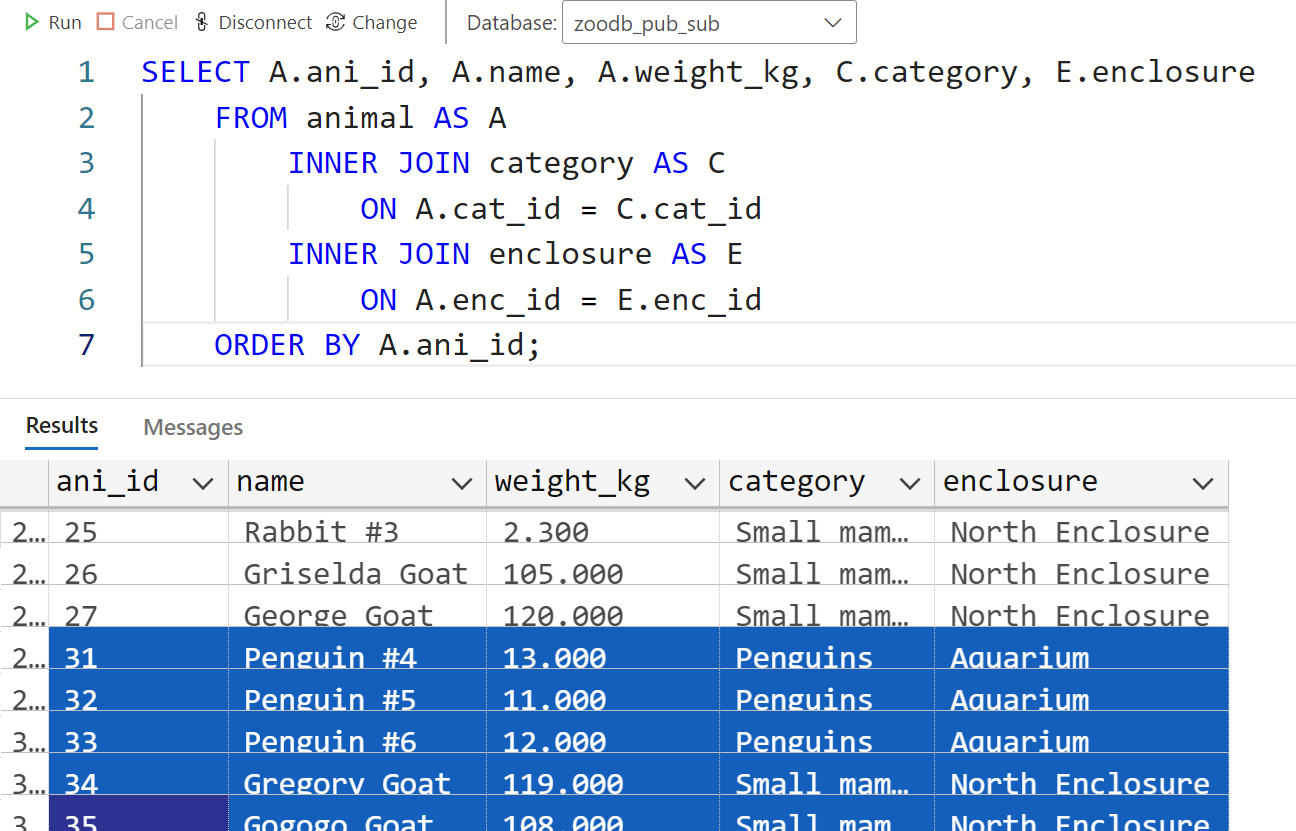 Run Cancel Disconnect Change Database: zoodb_pub_sub
1 SELECT A.ani_id, A.name, A.weight_kg, C.category, E.enclosure
2 FROM animal AS A
3 INNER JOIN category AS C
4 ON A.cat_id = C.cat_id
5 INNER JOIN enclosure AS E
6 ON A.enc_id = E.enc_id
7 ORDER BY A.ani_id;
Results Messages
ani_id name weight_kg category enclosure
2… 25 Rabbit #3 2.300 Small mam… North Enclosure
2… 26 Griselda Goat 105.000 Small mam… North Enclosure
2… 27 George Goat 120.000 Small mam… North Enclosure
2… 31 Penguin #4 13.000 Penguins Aquarium
2… 32 Penguin #5 11.000 Penguins Aquarium
3… 33 Penguin #6 12.000 Penguins Aquarium
3… 34 Gregory Goat 119.000 Small mam… North Enclosure
3 35 Gogogo Goat 108.000 Small mam North Enclosure